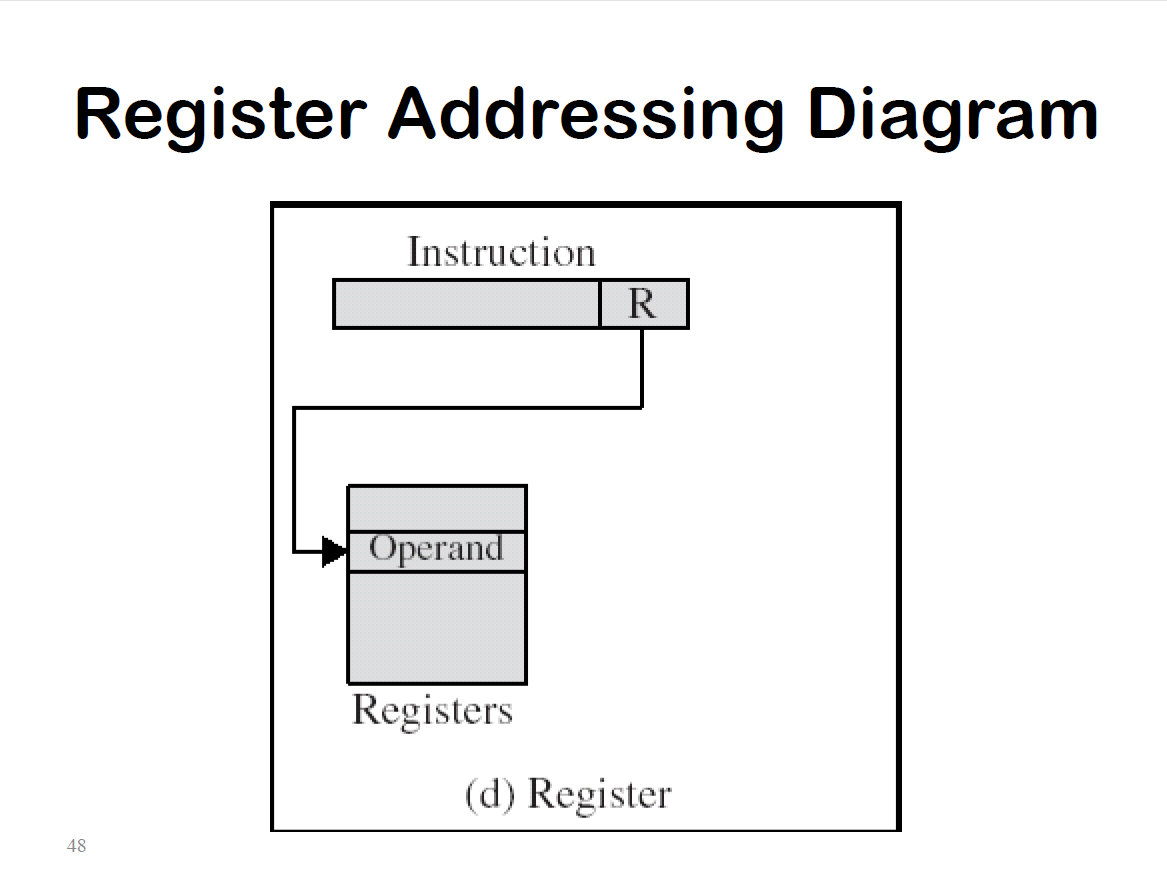 Register Addressing Diagram
Instruction
R
Operand
Registers
(d) Register
48